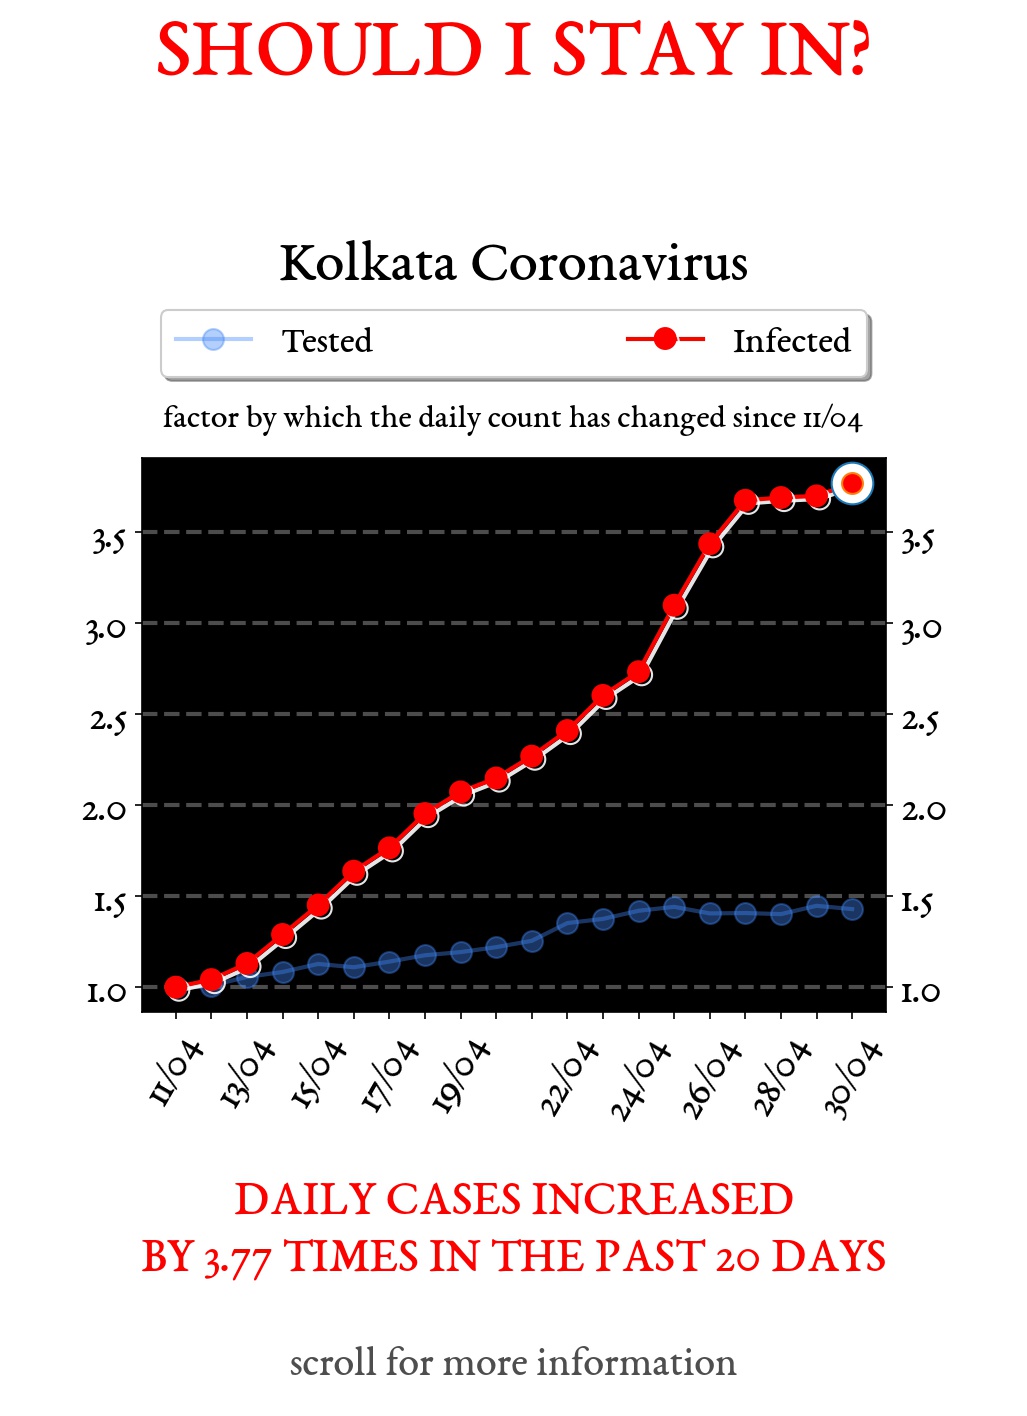 SHOULD I STAY IN?
Kolkata Coronavirus
Tested Infected
factor by which the daily count has changed since 11/04
3.5 3.5
3.0 3.0
2.5 2.5
2.0 2.0
1.5 1.5
1.0 1.0
11/04 13/04 15/04 17/04 19/04 22/04 24/04 26/04 28/04 30/04
DAILY CASES INCREASED
BY 3.77 TIMES IN THE PAST 20 DAYS
scroll for more information